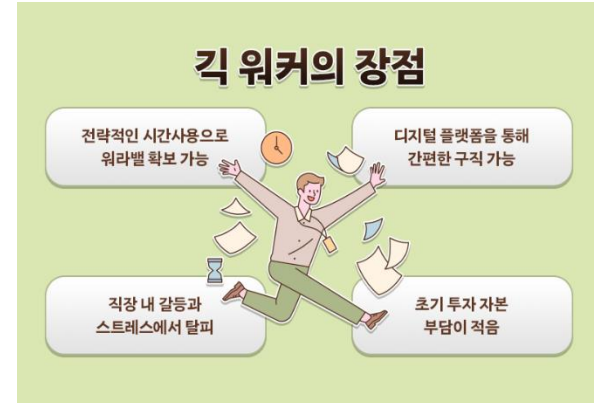 긱 워커의 장점
전략적인 시간사용으로
워라밸 확보 가능
디지털 플랫폼을 통해
간편한 구직 가능
직장 내 갈등과
스트레스에서 탈피
초기 투자 자본
부담이 적음